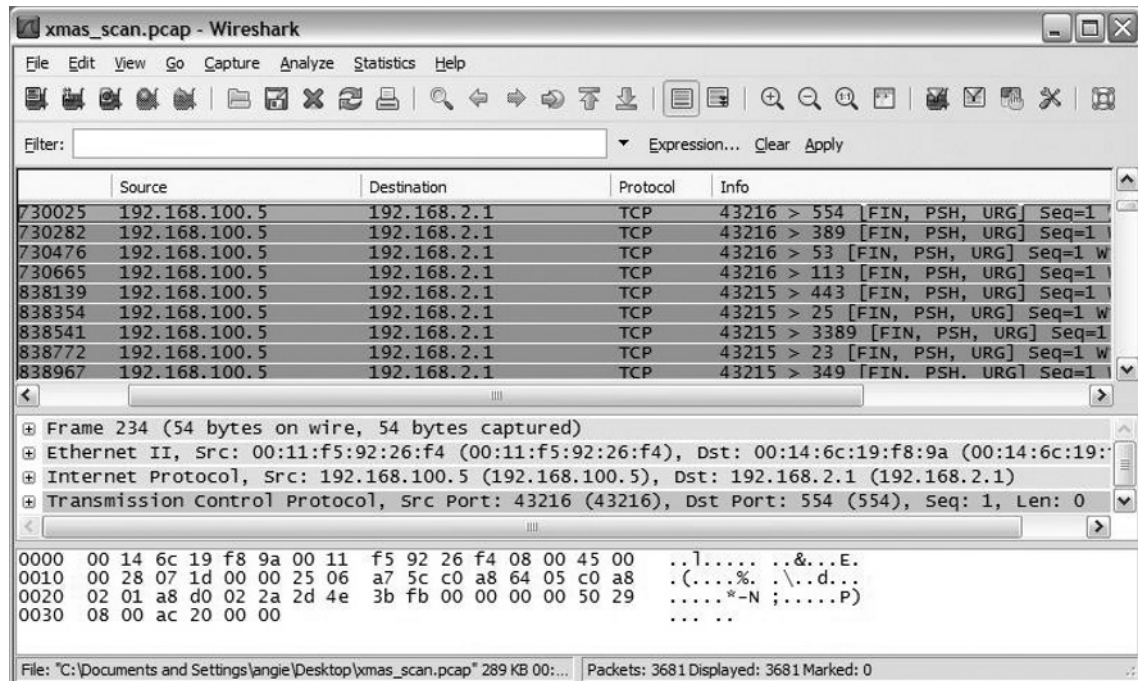 xmas_scan.pcap - Wireshark
File Edit View Go Capture Analyze Statistics Help
Filter: Expression... Clear Apply
Source Destination Protocol Info
730025 192.168.100.5 192.168.2.1 TCP 43216 > 554 [FIN, PSH, URG] Seq=1
730282 192.168.100.5 192.168.2.1 TCP 43216 > 389 [FIN, PSH, URG] Seq=1
730476 192.168.100.5 192.168.2.1 TCP 43216 > 53 [FIN, PSH, URG] Seq=1 W
730665 192.168.100.5 192.168.2.1 TCP 43216 > 113 [FIN, PSH, URG] Seq=1
838139 192.168.100.5 192.168.2.1 TCP 43215 > 443 [FIN, PSH, URG] Seq=1
838354 192.168.100.5 192.168.2.1 TCP 43215 > 25 [FIN, PSH, URG] Seq=1 W
838541 192.168.100.5 192.168.2.1 TCP 43215 > 3389 [FIN, PSH, URG] Seq=1
838772 192.168.100.5 192.168.2.1 TCP 43215 > 23 [FIN, PSH, URG] Seq=1 W
838967 192.168.100.5 192.168.2.1 TCP 43215 > 349 [FIN, PSH, URG] Seq=1
Frame 234 (54 bytes on wire, 54 bytes captured)
Ethernet II, Src: 00:11:f5:92:26:f4 (00:11:f5:92:26:f4), Dst: 00:14:6c:19:f8:9a (00:14:6c:19:
Internet Protocol, Src: 192.168.100.5 (192.168.100.5), Dst: 192.168.2.1 (192.168.2.1)
Transmission Control Protocol, Src Port: 43216 (43216), Dst Port: 554 (554), Seq: 1, Len: 0
0000 00 14 6c 19 f8 9a 00 11 f5 92 26 f4 08 00 45 00 ..l..... ..&...E.
0010 00 28 07 1d 00 00 25 06 a7 5c c0 a8 64 05 c0 a8 .(....%. .\..d...
0020 02 01 a8 d0 02 2a 2d 4e 3b fb 00 00 00 00 50 29 .....*-N ;.....P)
0030 08 00 ac 20 00 00 ... ..
File: "C:\Documents and Settings\angie\Desktop\xmas_scan.pcap" 289 KB 00:... Packets: 3681 Displayed: 3681 Marked: 0